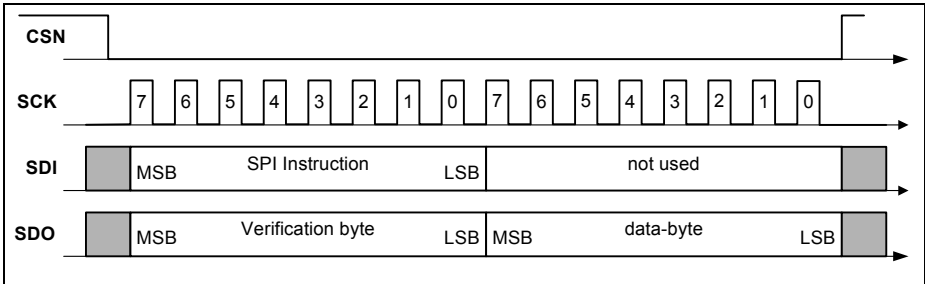 CSN
SCK 7 6 5 4 3 2 1 0 7 6 5 4 3 2 1 0
SDI MSB SPI Instruction LSB not used
SDO MSB Verification byte LSB MSB data-byte LSB